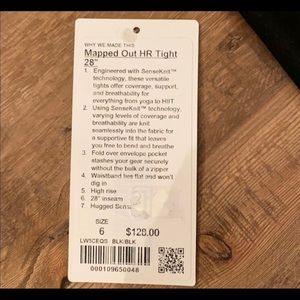 WHY WE MADE THIS
Mapped Out HR Tight
28"
1. Engineered with SenseKnit™
technology, these versatile
tights offer coverage, support,
and breathability for
everything from yoga to HIIT
2. Using SenseKnit™ technology,
varying levels of coverage and
breathability are knit
seamlessly into the fabric for
a supportive fit that leaves
you free to bend and breathe
3. Fold over envelope pocket
stashes your gear securely
without the bulk of a zipper
4. Waistband lies flat and won't
dig in
5. High rise
6. 28" inseam
7. Hugged
SIZE
6
$128.00
LW5CEQS BLK/BLK
000109650048